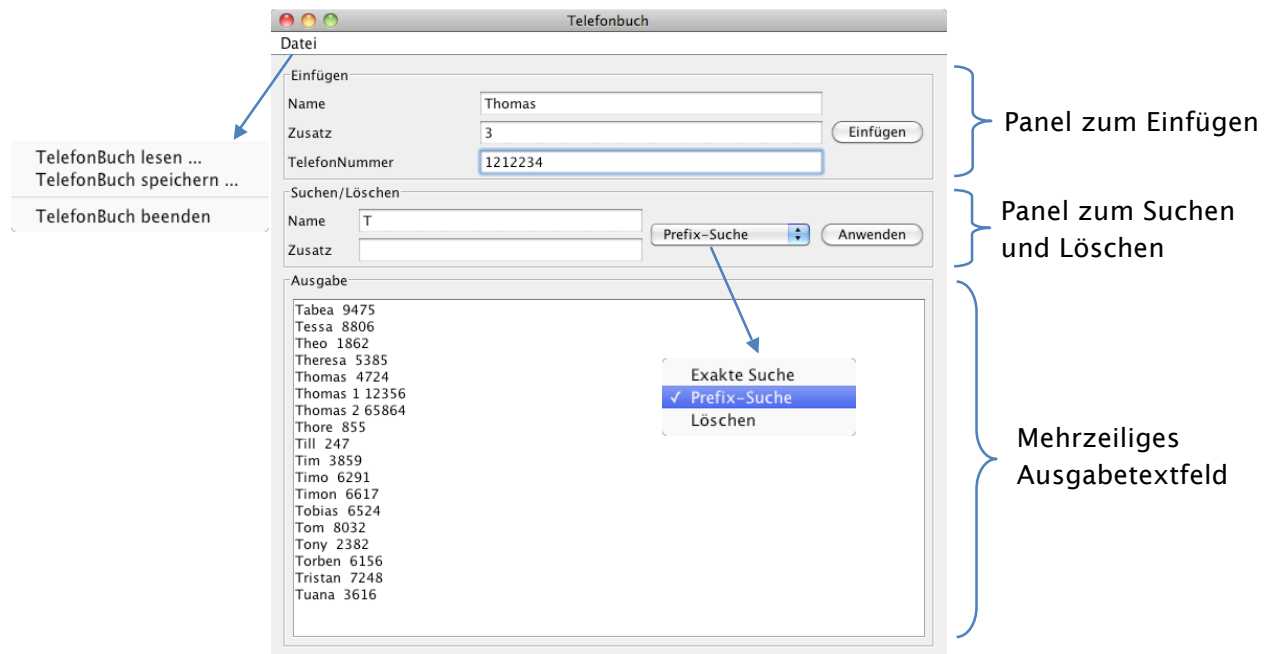 Telefonbuch
Datei
Einfügen
Name Thomas
Zusatz 3 Einfügen
TelefonNummer 1212234
Panel zum Einfügen
TelefonBuch lesen ...
TelefonBuch speichern ...
TelefonBuch beenden
Suchen/Löschen
Name T
Prefix-Suche Anwenden
Zusatz
Panel zum Suchen
und Löschen
Ausgabe
Tabea 9475
Tessa 8806
Theo 1862
Theresa 5385
Thomas 4724
Thomas 1 12356
Thomas 2 65864
Thore 855
Till 247
Tim 3859
Timo 6291
Timon 6617
Tobias 6524
Tom 8032
Tony 2382
Torben 6156
Tristan 7248
Tuana 3616
Exakte Suche
✓ Prefix-Suche
Löschen
Mehrzeiliges
Ausgabetextfeld